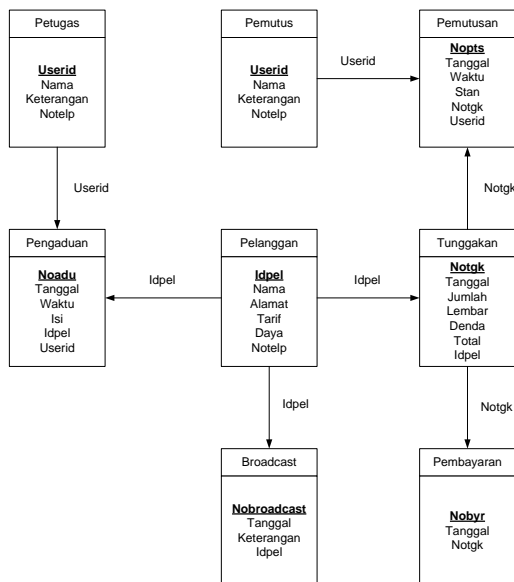 Petugas
Userid
Nama
Keterangan
Notelp
Pemutus
Userid
Nama
Keterangan
Notelp
Userid
Pemutusan
Nopts
Tanggal
Waktu
Stan
Notgk
Userid
Userid
Notgk
Pengaduan
Noadu
Tanggal
Waktu
Isi
Idpel
Userid
Idpel
Pelanggan
Idpel
Nama
Alamat
Tarif
Daya
Notelp
Idpel
Tunggakan
Notgk
Tanggal
Jumlah
Lembar
Denda
Total
Idpel
Idpel
Notgk
Broadcast
Nobroadcast
Tanggal
Keterangan
Idpel
Pembayaran
Nobyr
Tanggal
Notgk